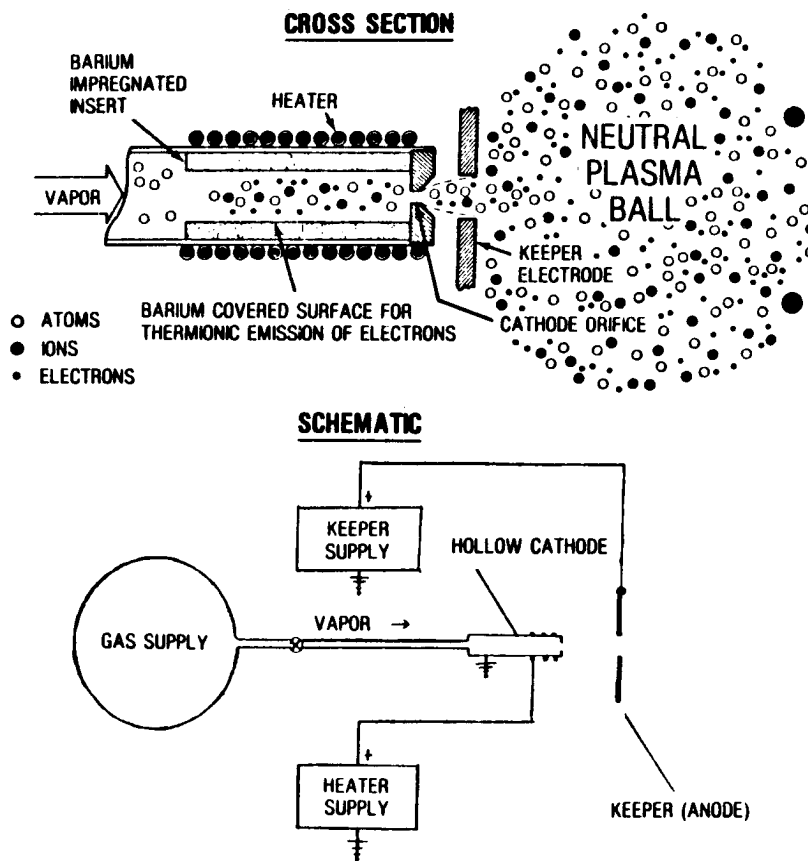 CROSS SECTION
BARIUM
IMPREGNATED
INSERT
HEATER
VAPOR
NEUTRAL
PLASMA
BALL
KEEPER
ELECTRODE
BARIUM COVERED SURFACE FOR
THERMIONIC EMISSION OF ELECTRONS
CATHODE ORIFICE
ATOMS
IONS
ELECTRONS
SCHEMATIC
+
KEEPER
SUPPLY
HOLLOW CATHODE
GAS SUPPLY
VAPOR →
+
HEATER
SUPPLY
KEEPER (ANODE)